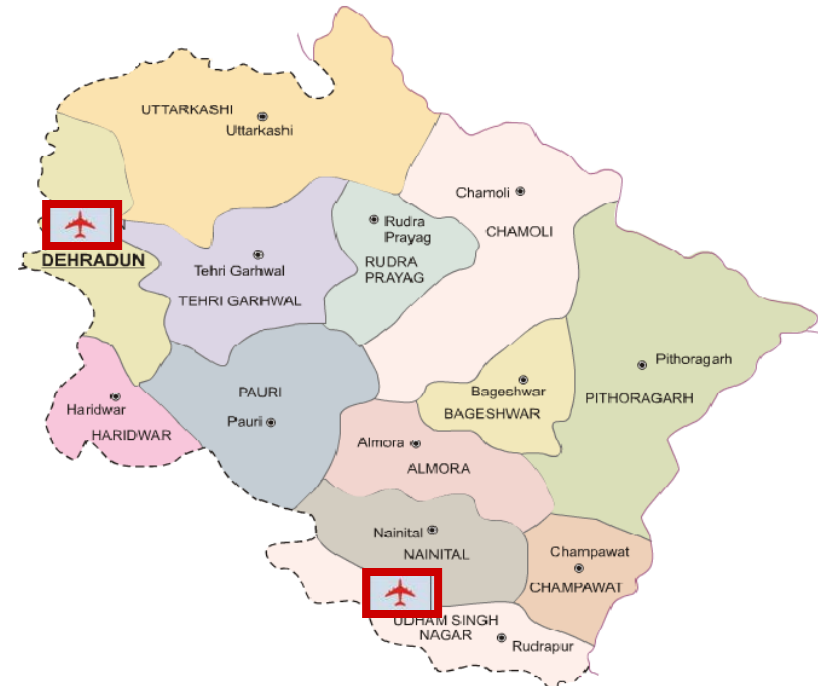 UTTARKASHI
Uttarkashi
Chamoli
CHAMOLI
Rudra
Prayag
RUDRA
PRAYAG
N
DEHRADUN
Tehri Garhwal
TEHRI GARHWAL
Pithoragarh
PITHORAGARH
Bageshwar
BAGESHWAR
PAURI
Pauri
Haridwar
HARIDWAR
Almora
ALMORA
Nainital
NAINITAL
Champawat
CHAMPAWAT
UDHAM SINGH
NAGAR
Rudrapur